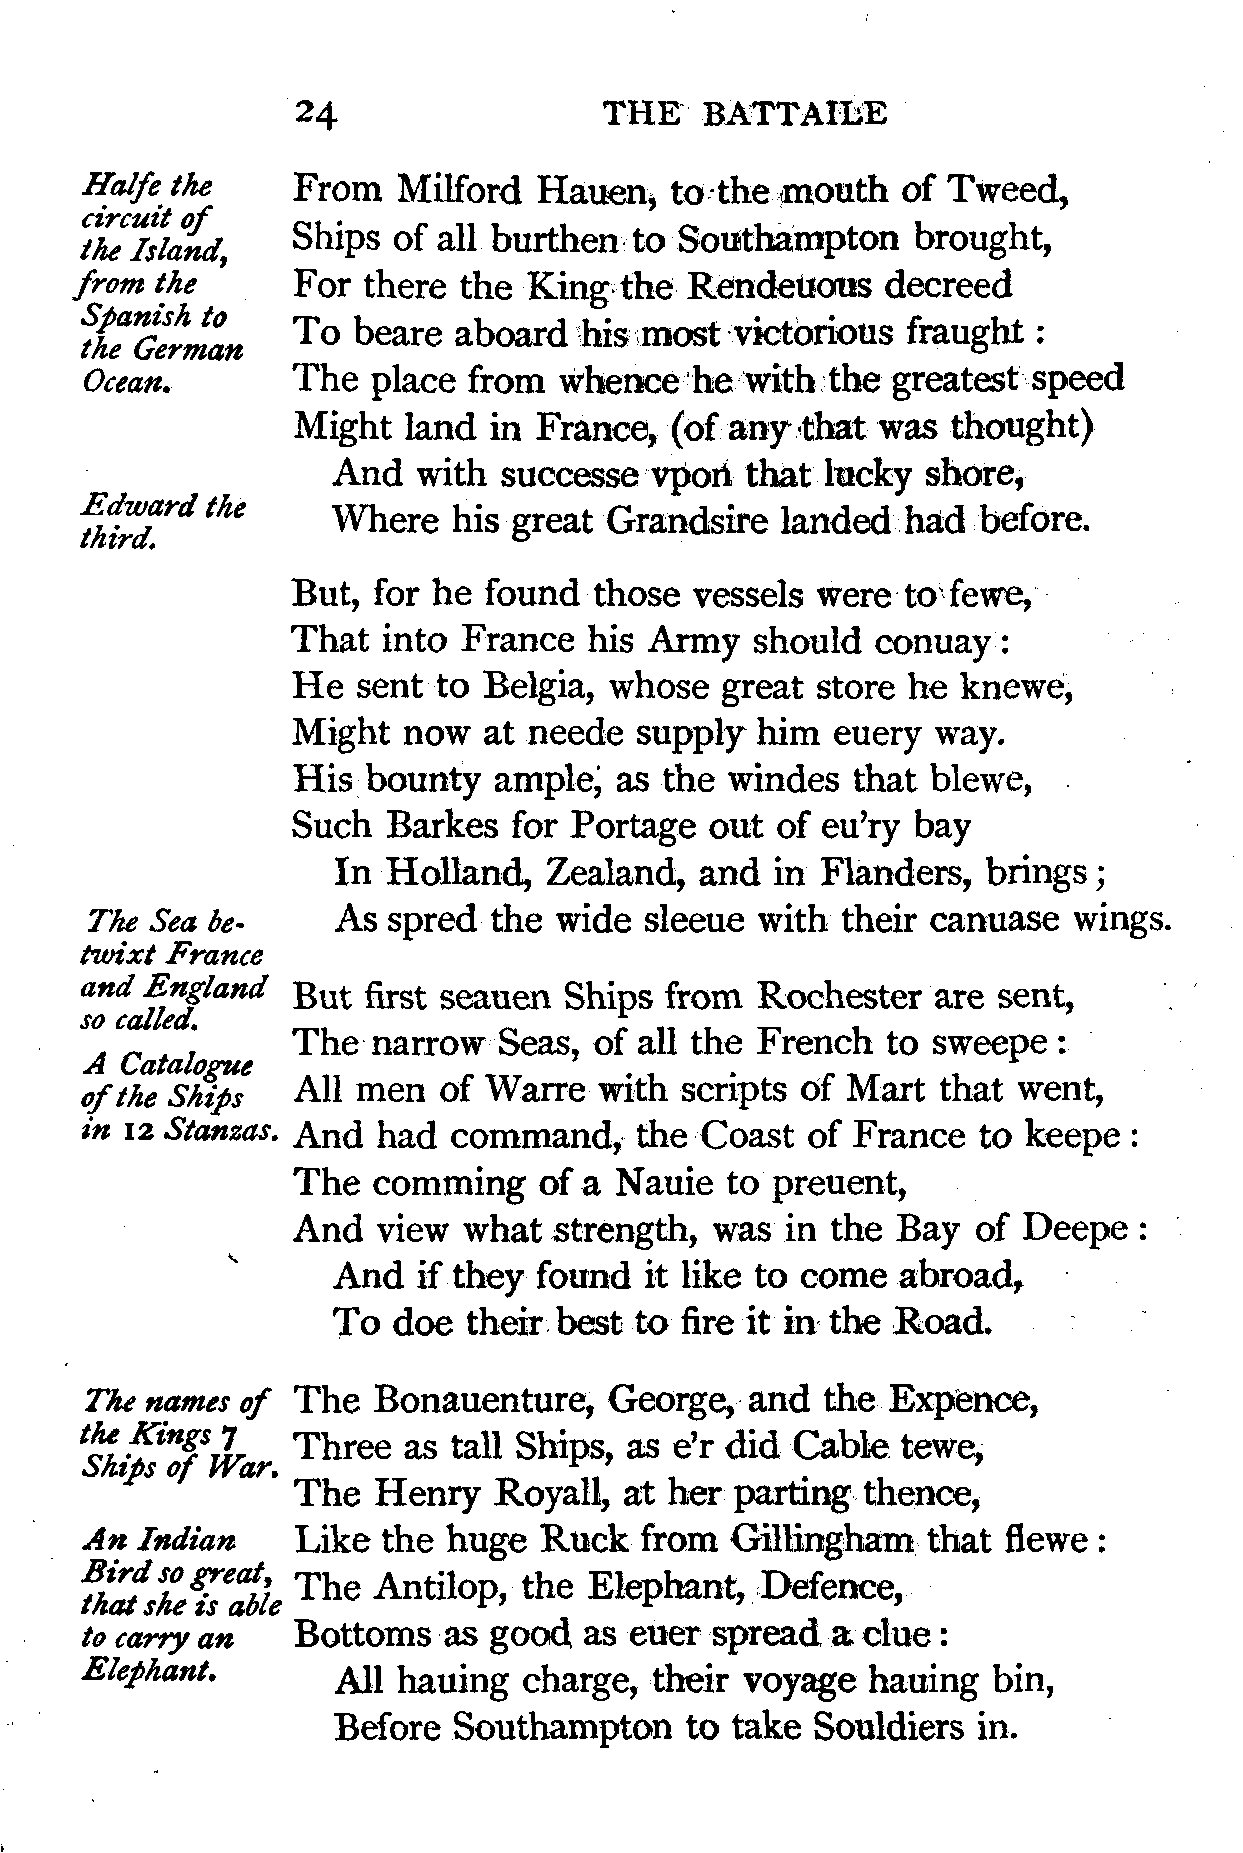 24 THE BATTAILE
Halfe the
circuit of
the Island,
from the
Spanish to
the German
Ocean.
From Milford Hauen, to the mouth of Tweed,
Ships of all burthen to Southampton brought,
For there the King the Rendeuous decreed
To beare aboard his most victorious fraught :
The place from whence he with the greatest speed
Might land in France, (of any that was thought)
And with successe vpon that lucky shore,
Edward the
third.
Where his great Grandsire landed had before.
But, for he found those vessels were to fewe,
That into France his Army should conuay :
He sent to Belgia, whose great store he knewe,
Might now at neede supply him euery way.
His bounty ample, as the windes that blewe,
Such Barkes for Portage out of eu'ry bay
In Holland, Zealand, and in Flanders, brings ;
The Sea be-
twixt France
and England
so called.
As spred the wide sleeue with their canuase wings.
But first seauen Ships from Rochester are sent,
The narrow Seas, of all the French to sweepe :
A Catalogue
of the Ships
in 12 Stanzas.
All men of Warre with scripts of Mart that went,
And had command, the Coast of France to keepe :
The comming of a Nauie to preuent,
And view what strength, was in the Bay of Deepe :
And if they found it like to come abroad,
To doe their best to fire it in the Road.
The names of
the Kings 7
Ships of War.
The Bonauenture, George, and the Expence,
Three as tall Ships, as e'r did Cable tewe,
The Henry Royall, at her parting thence,
An Indian
Bird so great,
that she is able
to carry an
Elephant.
Like the huge Ruck from Gillingham that flewe :
The Antilop, the Elephant, Defence,
Bottoms as good as euer spread a clue :
All hauing charge, their voyage hauing bin,
Before Southampton to take Souldiers in.